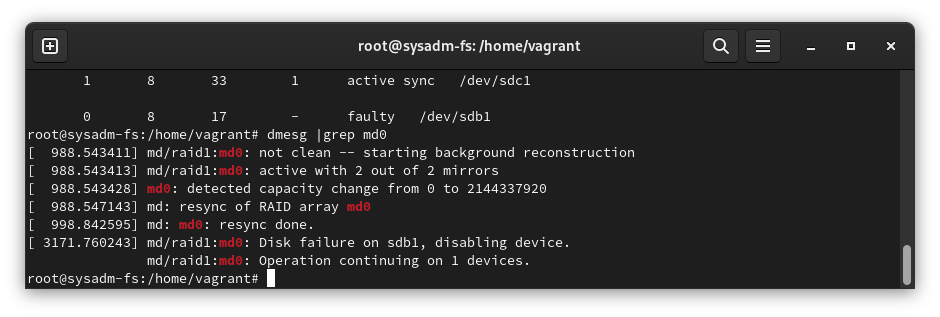 root@sysadm-fs: /home/vagrant
1 8 33 1 active sync /dev/sdc1
0 8 17 - faulty /dev/sdb1
root@sysadm-fs:/home/vagrant# dmesg |grep md0
[  988.543411] md/raid1:md0: not clean -- starting background reconstruction
[  988.543413] md/raid1:md0: active with 2 out of 2 mirrors
[  988.543428] md0: detected capacity change from 0 to 2144337920
[  988.547143] md: resync of RAID array md0
[  998.842595] md: md0: resync done.
[ 3171.760243] md/raid1:md0: Disk failure on sdb1, disabling device.
md/raid1:md0: Operation continuing on 1 devices.
root@sysadm-fs:/home/vagrant#